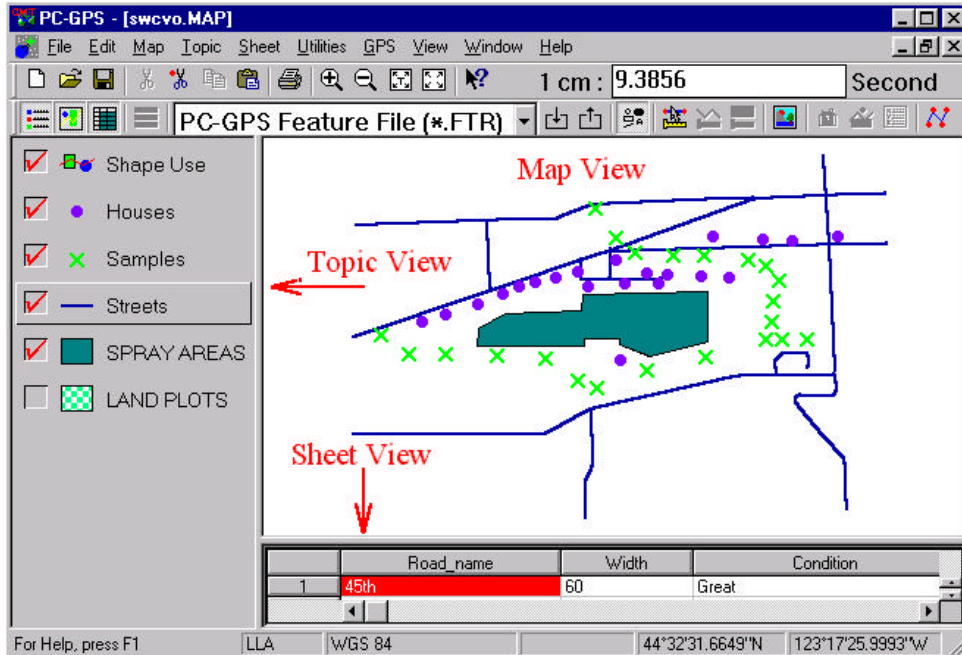 PC-GPS - [swcvo.MAP]
File Edit Map Topic Sheet Utilities GPS View Window Help
1 cm : 9.3856 Second
PC-GPS Feature File (*.FTR)
Shape Use
Houses
Samples
Streets
SPRAY AREAS
LAND PLOTS
Map View
Topic View
Sheet View
Road_name Width Condition
1 45th 60 Great
For Help, press F1 LLA WGS 84 44°32'31.6649"N 123°17'25.9993"W